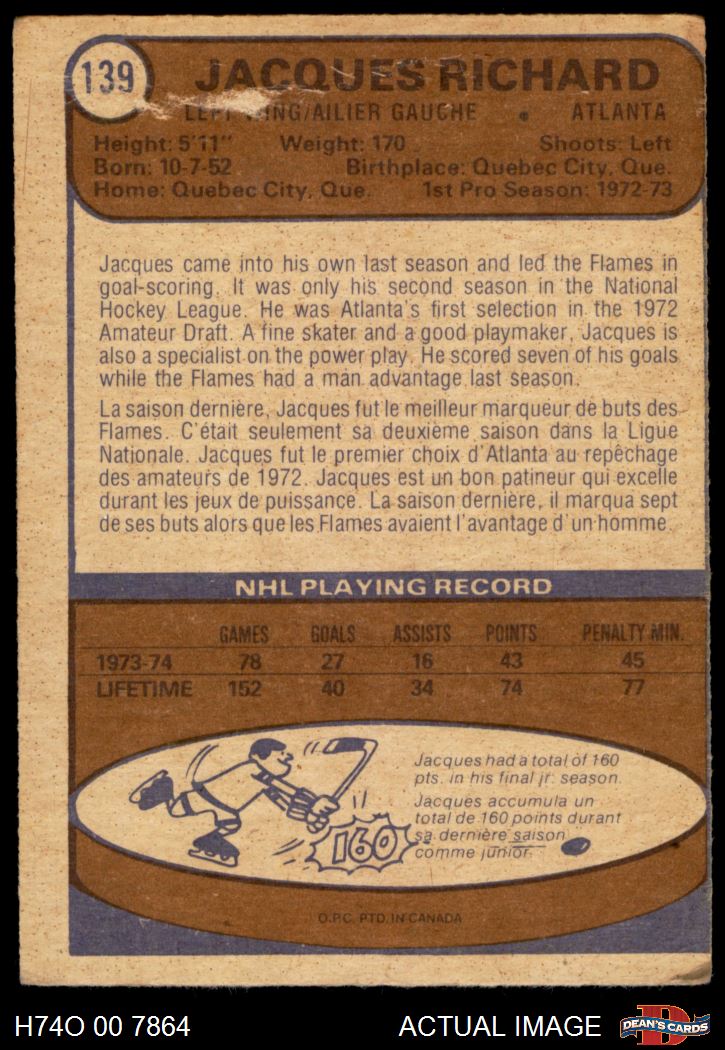 139 JACQUES RICHARD
LEFT WING/AILIER GAUCHE • ATLANTA
Height: 5'11" Weight: 170 Shoots: Left
Born: 10-7-52 Birthplace: Quebec City, Que.
Home: Quebec City, Que. 1st Pro Season: 1972-73
Jacques came into his own last season and led the Flames in
goal-scoring. It was only his second season in the National
Hockey League. He was Atlanta's first selection in the 1972
Amateur Draft. A fine skater and a good playmaker, Jacques is
also a specialist on the power play. He scored seven of his goals
while the Flames had a man advantage last season.
La saison dernière, Jacques fut le meilleur marqueur de buts des
Flames. C'était seulement sa deuxième saison dans la Ligue
Nationale. Jacques fut le premier choix d'Atlanta au repêchage
des amateurs de 1972. Jacques est un bon patineur qui excelle
durant les jeux de puissance. La saison dernière, il marqua sept
de ses buts alors que les Flames avaient l'avantage d'un homme.
NHL PLAYING RECORD
GAMES GOALS ASSISTS POINTS PENALTY MIN.
1973-74 78 27 16 43 45
LIFETIME 152 40 34 74 77
Jacques had a total of 160
pts. in his final jr. season.
Jacques accumula un
total de 160 points durant
sa dernière saison
comme junior.
160
O.P.C. PTD. IN CANADA
H74O 00 7864 ACTUAL IMAGE DEAN'S CARDS